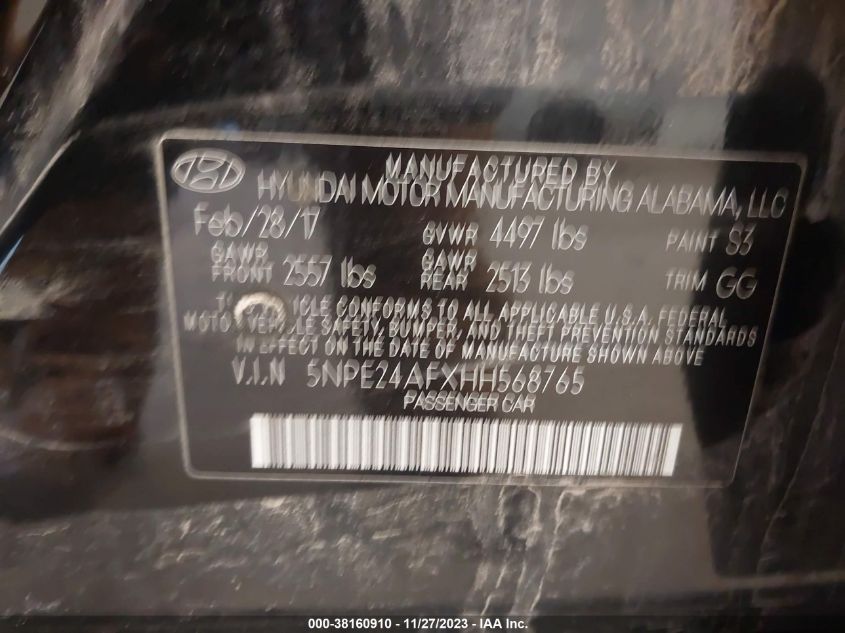 MANUFACTURED BY
HYUNDAI MOTOR MANUFACTURING ALABAMA, LLC
Feb/28/17 GVWR 4497 lbs PAINT S3
GAWR FRONT 2557 lbs GAWR REAR 2513 lbs TRIM GG
CONFORMS TO ALL APPLICABLE U.S.A. FEDERAL
MOTOR VEHICLE SAFETY, BUMPER, AND THEFT PREVENTION STANDARDS
IN EFFECT ON THE DATE OF MANUFACTURE SHOWN ABOVE.
V.I.N 5NPE24AFXHH568765
PASSENGER CAR
000-38160910 - 11/27/2023 - IAA Inc.